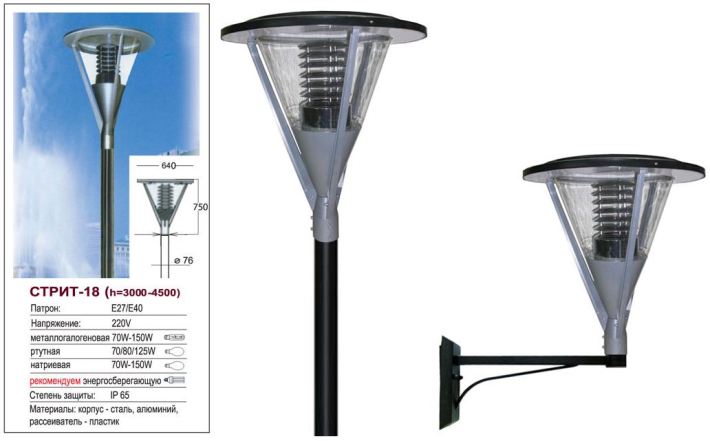 640
750
ø 76
СТРИТ-18 (h=3000-4500)
Патрон: E27/E40
Напряжение: 220V
металлогалогеновая 70W-150W
ртутная 70/80/125W
натриевая 70W-150W
рекомендуем энергосберегающую
Степень защиты: IP 65
Материалы: корпус - сталь, алюминий,
рассеиватель - пластик